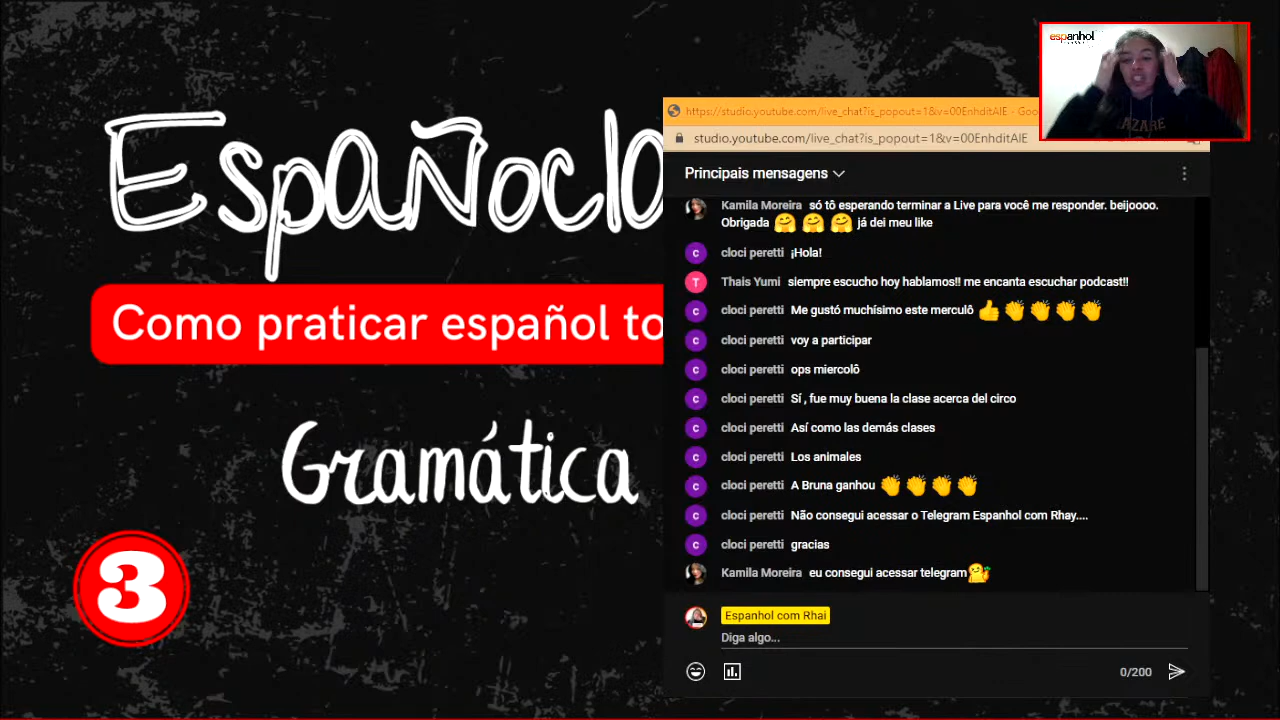 EspaÑocla
Como praticar español to
Gramática
3
espanhol
https://studio.youtube.com/live_chat?is_popout=1&v=00EnhditAIE - Goo
studio.youtube.com/live_chat?is_popout=1&v=00EnhditAIE
Principais mensagens
Kamila Moreira só tô esperando terminar a Live para você me responder. beijoooo.
Obrigada 🤗 🤗 🤗 já dei meu like
c cloci peretti ¡Hola!
T Thais Yumi siempre escucho hoy hablamos!! me encanta escuchar podcast!!
c cloci peretti Me gustó muchísimo este merculô 👍 👏 👏 👏 👏
c cloci peretti voy a participar
c cloci peretti ops miercolô
c cloci peretti Sí , fue muy buena la clase acerca del circo
c cloci peretti Así como las demás clases
c cloci peretti Los animales
c cloci peretti A Bruna ganhou 👏 👏 👏 👏
c cloci peretti Não consegui acessar o Telegram Espanhol com Rhay....
c cloci peretti gracias
Kamila Moreira eu consegui acessar telegram
Espanhol com Rhai
Diga algo...
0/200